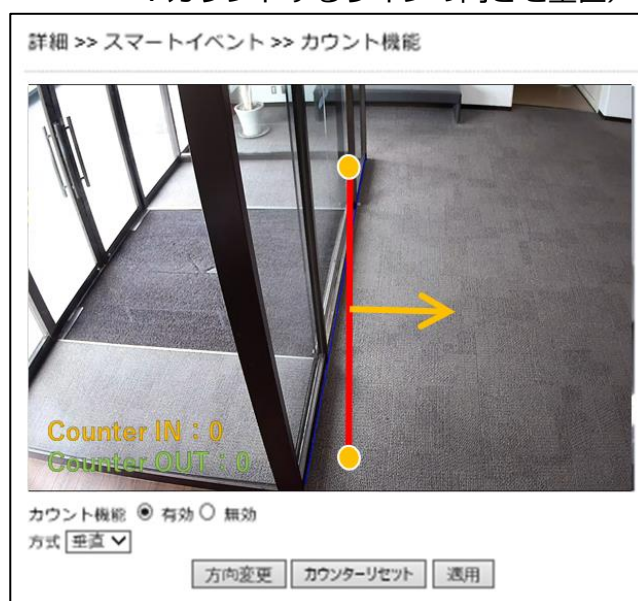 詳細 >> スマートイベント >> カウント機能
Counter IN：0
Counter OUT：0
カウント機能 有効 無効
方式 垂直
方向変更 カウンターリセット 適用